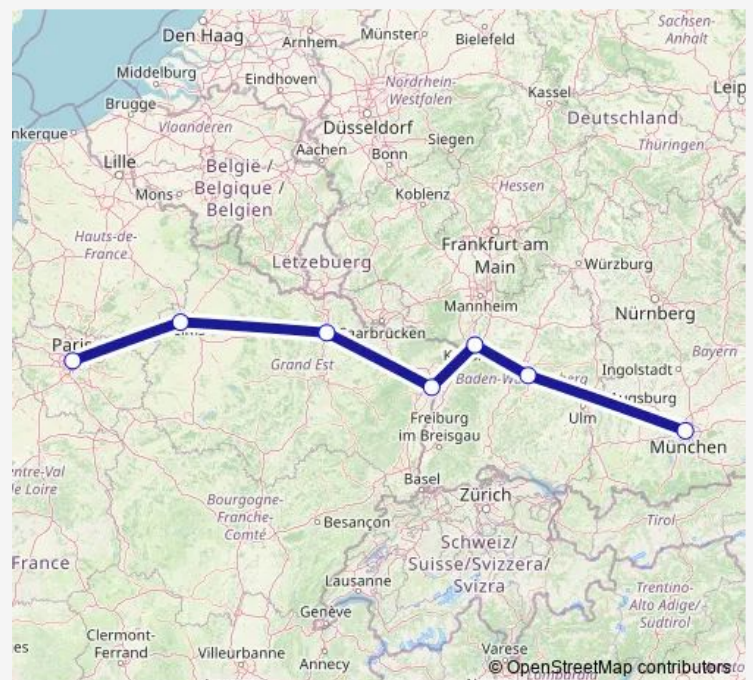 Den Haag
Arnhem
Münster
Bielefeld
Sachsen-
Anhalt
Middelburg
Eindhoven
Nordrhein-
Westfalen
Kassel
Leip
Brugge
nkerque
Vlaanderen
Düsseldorf
Deutschland
Aachen
Siegen
Thüringen
Lille
België /
Belgique /
Belgien
Bonn
Mons
Koblenz
Hessen
Hauts-de-
France
Letzebuerg
Frankfurt am
Main
Würzburg
Mannheim
Nürnberg
Paris
Saarbrücken
Grand Est
Bayern
Ingolstadt
Augsburg
Freiburg
im Breisgau
Ulm
München
entre-Val
e Loire
Basel
Zürich
Bourgogne-
Franche-
Comté
Besançon
Tirol
Schweiz/
Suisse/Svizzera/
Svizra
France
Lausanne
Trentino-
Alto Adige/
Südtirol
Genève
es
Clermont-
Ferrand
Villeurbanne
Annecy
Varese
Lombardia
© OpenStreetMap contributors